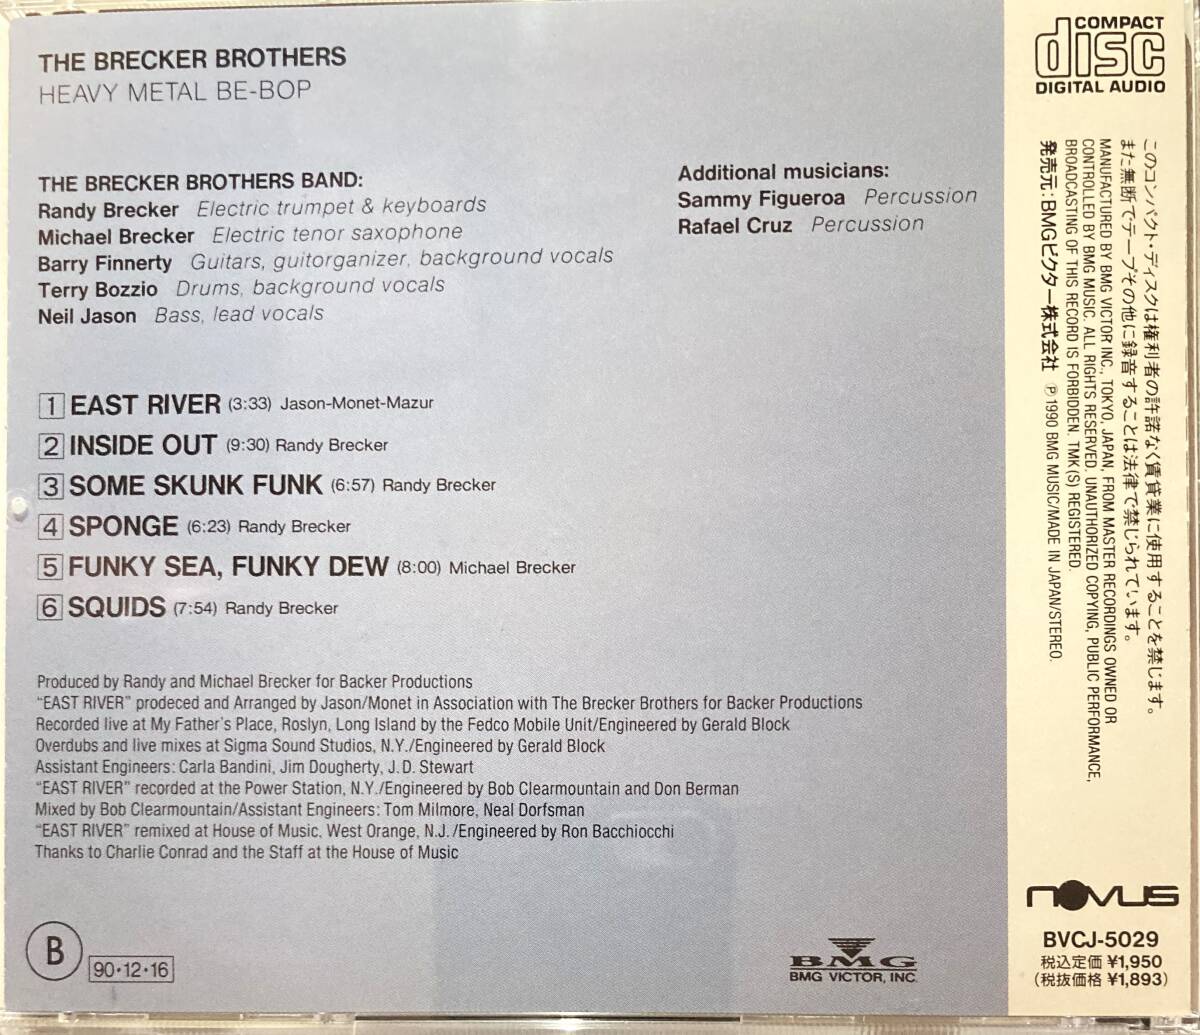 THE BRECKER BROTHERS
HEAVY METAL BE-BOP
THE BRECKER BROTHERS BAND:
Randy Brecker Electric trumpet & keyboards
Michael Brecker Electric tenor saxophone
Barry Finnerty Guitars, guitorganizer, background vocals
Terry Bozzio Drums, background vocals
Neil Jason Bass, lead vocals
Additional musicians:
Sammy Figueroa Percussion
Rafael Cruz Percussion
1 EAST RIVER (3:33) Jason-Monet-Mazur
2 INSIDE OUT (9:30) Randy Brecker
3 SOME SKUNK FUNK (6:57) Randy Brecker
4 SPONGE (6:23) Randy Brecker
5 FUNKY SEA, FUNKY DEW (8:00) Michael Brecker
6 SQUIDS (7:54) Randy Brecker
Produced by Randy and Michael Brecker for Backer Productions
"EAST RIVER" prodeced and Arranged by Jason/Monet in Association with The Brecker Brothers for Backer Productions
Recorded live at My Father's Place, Roslyn, Long Island by the Fedco Mobile Unit/Engineered by Gerald Block
Overdubs and live mixes at Sigma Sound Studios, N.Y./Engineered by Gerald Block
Assistant Engineers: Carla Bandini, Jim Dougherty, J.D. Stewart
"EAST RIVER" recorded at the Power Station, N.Y./Engineered by Bob Clearmountain and Don Berman
Mixed by Bob Clearmountain/Assistant Engineers: Tom Milmore, Neal Dorfsman
"EAST RIVER" remixed at House of Music, West Orange, N.J./Engineered by Ron Bacchiocchi
Thanks to Charlie Conrad and the Staff at the House of Music
B
90・12・16
BMG
BMG VICTOR, INC.
COMPACT
disc
DIGITAL AUDIO
このコンパクト・ディスクは権利者の許諾なく賃貸業に使用することを禁じます。
また無断でテープその他に録音することは法律で禁じられています。
MANUFACTURED BY BMG VICTOR INC., TOKYO, JAPAN, FROM MASTER RECORDINGS OWNED OR
CONTROLLED BY BMG MUSIC. ALL RIGHTS RESERVED. UNAUTHORIZED COPYING, PUBLIC PERFORMANCE,
BROADCASTING OF THIS RECORD IS FORBIDDEN. TMK(S) REGISTERED.
発売元：BMGビクター株式会社 ℗1990 BMG MUSIC/MADE IN JAPAN/STEREO.
NOVUS
BVCJ-5029
税込定価 ¥1,950
(税抜価格 ¥1,893)